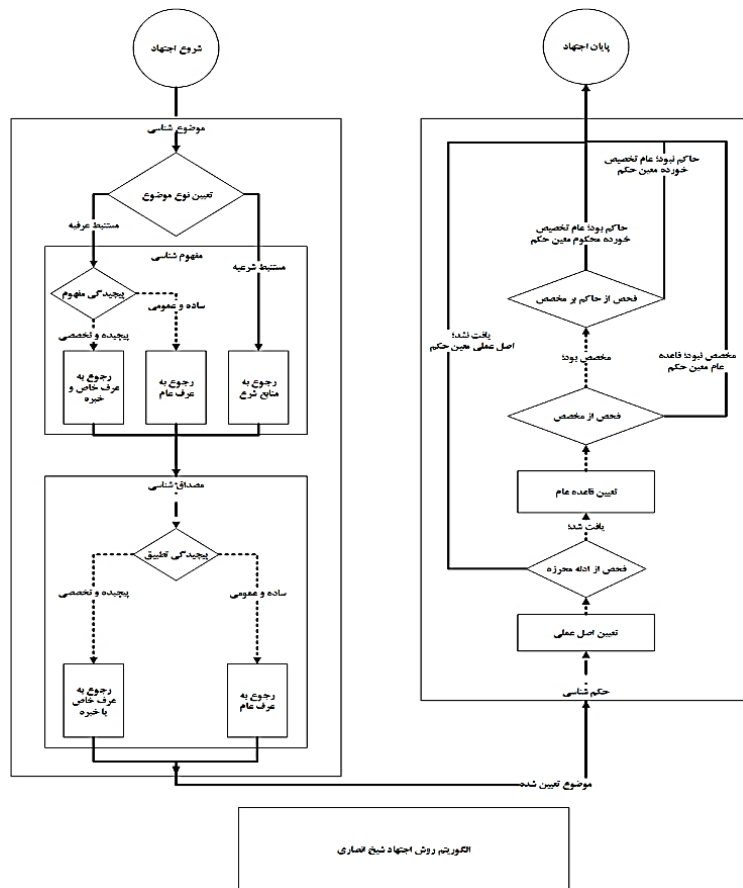 شروع اجتهاد
موضوع شناسی
تعیین نوع موضوع
مستنبط عرفیه
مستنبط شرعیه
مفهوم شناسی
پیچیدگی مفهوم
ساده و عمومی
پیچیده و تخصصی
رجوع به
منابع شرع
رجوع به
عرف عام
رجوع به
عرف خاص و
خبره
مصداق شناسی
پیچیدگی تطبیق
ساده و عمومی
پیچیده و تخصصی
رجوع به
عرف عام
رجوع به
عرف خاص
با خبره
موضوع تعیین شده
حکم شناسی
تعیین اصل عملی
فحص از ادله محرزه
یافت شد؛
یافت نشد؛
اصل عملی معین حکم
تعیین قاعده عام
فحص از مخصص
مخصص نبود؛ قاعده
عام معین حکم
مخصص بود؛
فحص از حاکم بر مخصص
حاکم بود؛ عام تخصیص
خورده محکوم معین حکم
حاکم نبود؛ عام تخصیص
خورده معین حکم
پایان اجتهاد
الگوریتم روش اجتهاد شیخ انصاری